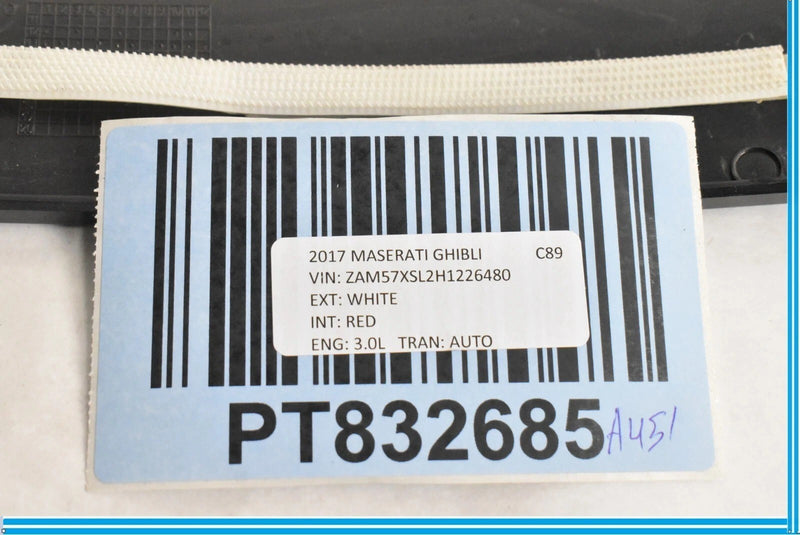 2017 MASERATI GHIBLI C89
VIN: ZAM57XSL2H1226480
EXT: WHITE
INT: RED
ENG: 3.0L TRAN: AUTO
PT832685 A451